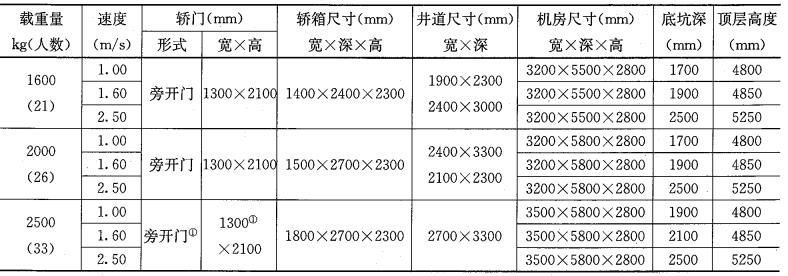 载重量 速度 轿门(mm) 轿箱尺寸(mm) 井道尺寸(mm) 机房尺寸(mm) 底坑深 顶层高度
kg(人数) (m/s) 形式 宽×高 宽×深×高 宽×深 宽×深×高 (mm) (mm)
1600 (21) 旁开门 1300×2100 1400×2400×2300 1900×2300 2400×3000
1.00 3200×5500×2800 1700 4800
1.60 3200×5500×2800 1900 4850
2.50 3200×5500×2800 2500 5250
2000 (26) 旁开门 1300×2100 1500×2700×2300 2400×3300 2100×2300
1.00 3200×5800×2800 1700 4800
1.60 3200×5800×2800 1900 4850
2.50 3200×5800×2800 2500 5250
2500 (33) 旁开门① 1300① ×2100 1800×2700×2300 2700×3300
1.00 3500×5800×2800 1900 4800
1.60 3500×5800×2800 2100 4850
2.50 3500×5800×2800 2500 5250